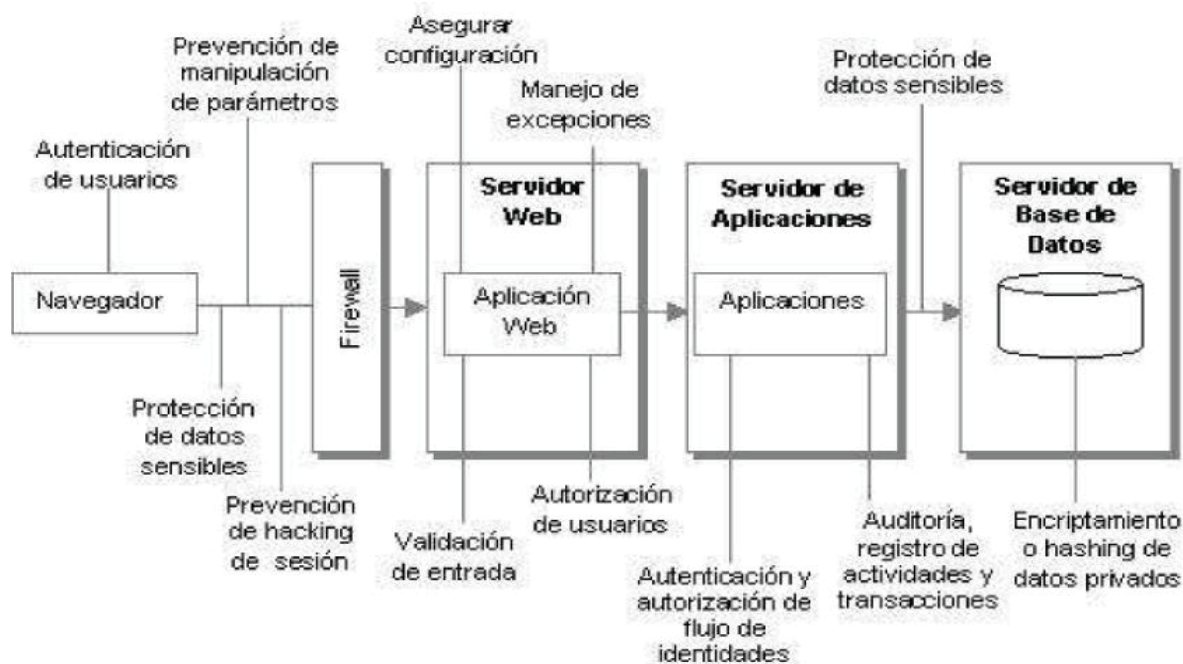 Asegurar
configuración
Prevención de
manipulación
de parámetros
Manejo de
excepciones
Protección de
datos sensibles
Autenticación
de usuarios
Servidor
Web
Servidor de
Aplicaciones
Servidor de
Base de
Datos
Navegador
Firewall
Aplicación
Web
Aplicaciones
Protección
de datos
sensibles
Prevención
de hacking
de sesión
Validación
de entrada
Autorización
de usuarios
Autenticación y
autorización de
flujo de
identidades
Auditoría,
registro de
actividades y
transacciones
Encriptamiento
o hashing de
datos privados